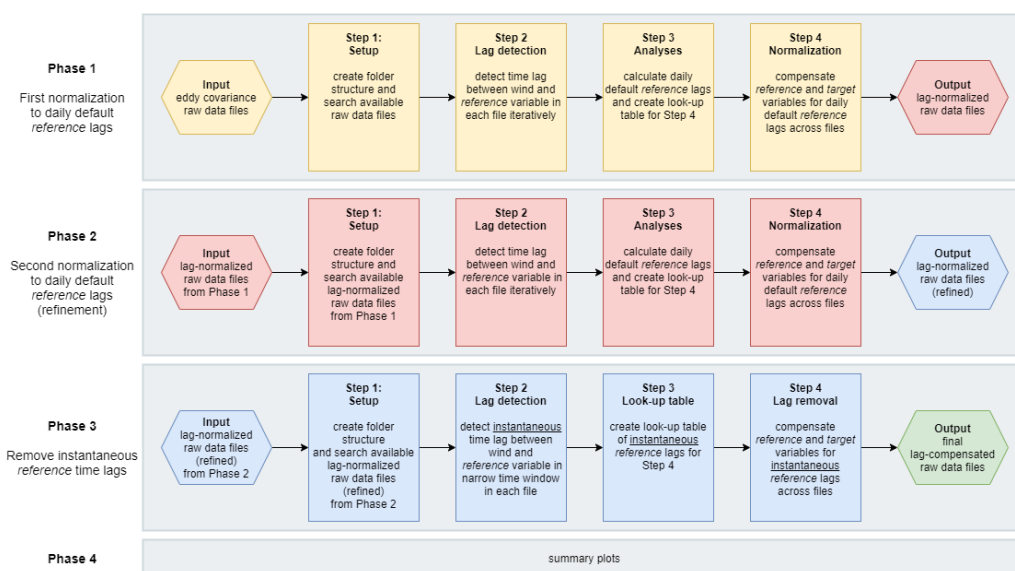 Phase 1
First normalization
to daily default
reference lags
Input
eddy covariance
raw data files
Step 1:
Setup
create folder
structure and
search available
raw data files
Step 2
Lag detection
detect time lag
between wind and
reference variable in
each file iteratively
Step 3
Analyses
calculate daily
default reference lags
and create look-up
table for Step 4
Step 4
Normalization
compensate
reference and target
variables for daily
default reference
lags across files
Output
lag-normalized
raw data files
Phase 2
Second normalization
to daily default
reference lags
(refinement)
Input
lag-normalized
raw data files
from Phase 1
Step 1:
Setup
create folder
structure and
search available
lag-normalized
raw data files
from Phase 1
Step 2
Lag detection
detect time lag
between wind and
reference variable in
each file iteratively
Step 3
Analyses
calculate daily
default reference lags
and create look-up
table for Step 4
Step 4
Normalization
compensate
reference and target
variables for daily
default reference
lags across files
Output
lag-normalized
raw data files
(refined)
Phase 3
Remove instantaneous
reference time lags
Input
lag-normalized
raw data files
(refined)
from Phase 2
Step 1:
Setup
create folder
structure
and search available
lag-normalized
raw data files
(refined)
from Phase 2
Step 2
Lag detection
detect instantaneous
time lag between
wind and
reference variable in
narrow time window
in each file
Step 3
Look-up table
create look-up table
of instantaneous
reference lags for
Step 4
Step 4
Lag removal
compensate
reference and target
variables for
instantaneous
reference lags
across files
Output
final
lag-compensated
raw data files
Phase 4
summary plots